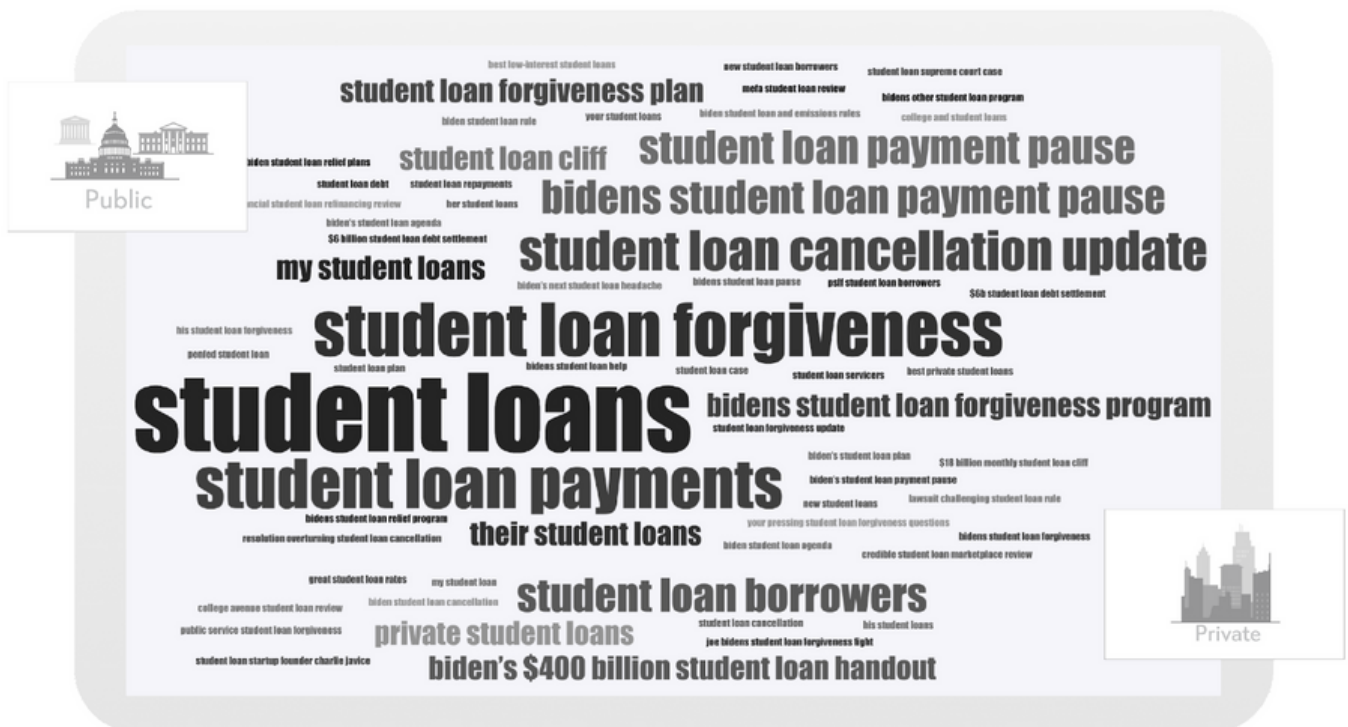 best low-interest student loans
new student loan borrowers
student loan supreme court case
student loan forgiveness plan
mefa student loan review
bidens other student loan program
biden student loan rule
your student loans
biden student loan and emissions rules
college and student loans
Public
biden student loan relief plans
student loan cliff
student loan payment pause
student loan debt
student loan repayments
ncial student loan refinancing review
her student loans
bidens student loan payment pause
biden's student loan agenda
$6 billion student loan debt settlement
student loan cancellation update
my student loans
biden's next student loan headache
bidens student loan pause
pslf student loan borrowers
$6b student loan debt settlement
his student loan forgiveness
student loan forgiveness
penfed student loan
student loan plan
bidens student loan help
student loan case
student loan servicers
best private student loans
student loans
bidens student loan forgiveness program
student loan forgiveness update
biden's student loan plan
$18 billion monthly student loan cliff
student loan payments
biden's student loan payment pause
new student loans
lawsuit challenging student loan rule
bidens student loan relief program
their student loans
your pressing student loan forgiveness questions
resolution overturning student loan cancellation
bidens student loan forgiveness
biden student loan agenda
credible student loan marketplace review
great student loan rates
my student loan
student loan borrowers
college avenue student loan review
biden student loan cancellation
public service student loan forgiveness
private student loans
student loan cancellation
his student loans
joe bidens student loan forgiveness fight
student loan startup founder charlie javice
biden’s $400 billion student loan handout
Private